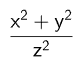 x² + y²
z²